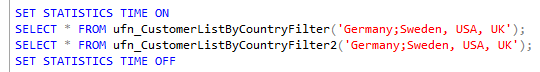 SET STATISTICS TIME ON
SELECT * FROM ufn_CustomerListByCountryFilter('Germany;Sweden, USA, UK');
SELECT * FROM ufn_CustomerListByCountryFilter2('Germany;Sweden, USA, UK');
SET STATISTICS TIME OFF